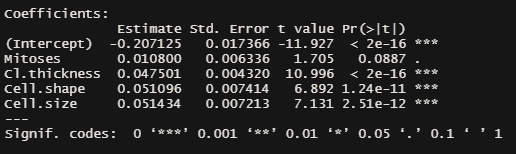 Coefficients:
Estimate Std. Error t value Pr(>|t|)
(Intercept) -0.207125 0.017366 -11.927 < 2e-16 ***
Mitoses 0.010800 0.006336 1.705 0.0887 .
Cl.thickness 0.047501 0.004320 10.996 < 2e-16 ***
Cell.shape 0.051096 0.007414 6.892 1.24e-11 ***
Cell.size 0.051434 0.007213 7.131 2.51e-12 ***
---
Signif. codes: 0 ‘***’ 0.001 ‘**’ 0.01 ‘*’ 0.05 ‘.’ 0.1 ‘ ’ 1